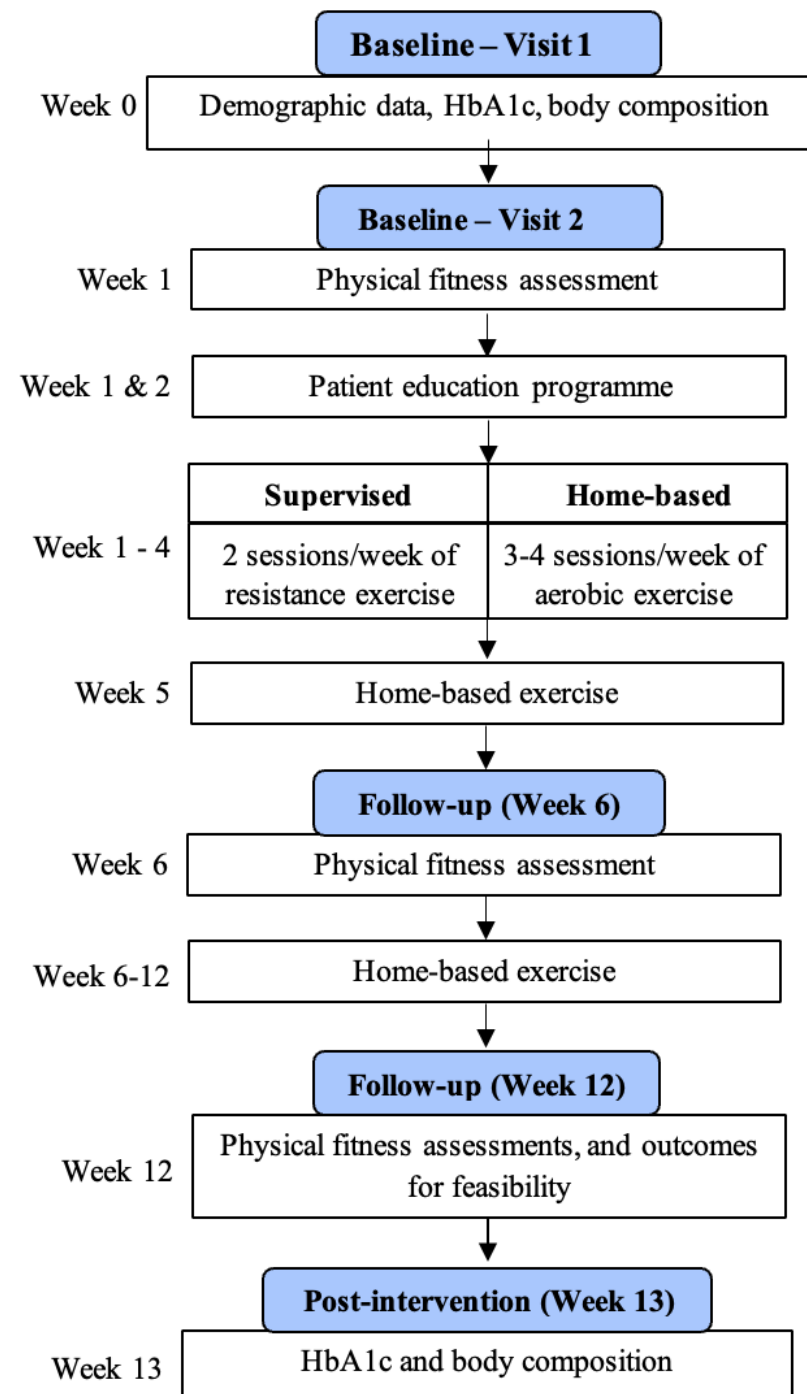 Baseline – Visit 1
Week 0
Demographic data, HbA1c, body composition
Baseline – Visit 2
Week 1
Physical fitness assessment
Week 1 & 2
Patient education programme
Week 1 - 4
Supervised
2 sessions/week of
resistance exercise
Home-based
3-4 sessions/week of
aerobic exercise
Week 5
Home-based exercise
Follow-up (Week 6)
Week 6
Physical fitness assessment
Week 6-12
Home-based exercise
Follow-up (Week 12)
Week 12
Physical fitness assessments, and outcomes
for feasibility
Post-intervention (Week 13)
Week 13
HbA1c and body composition